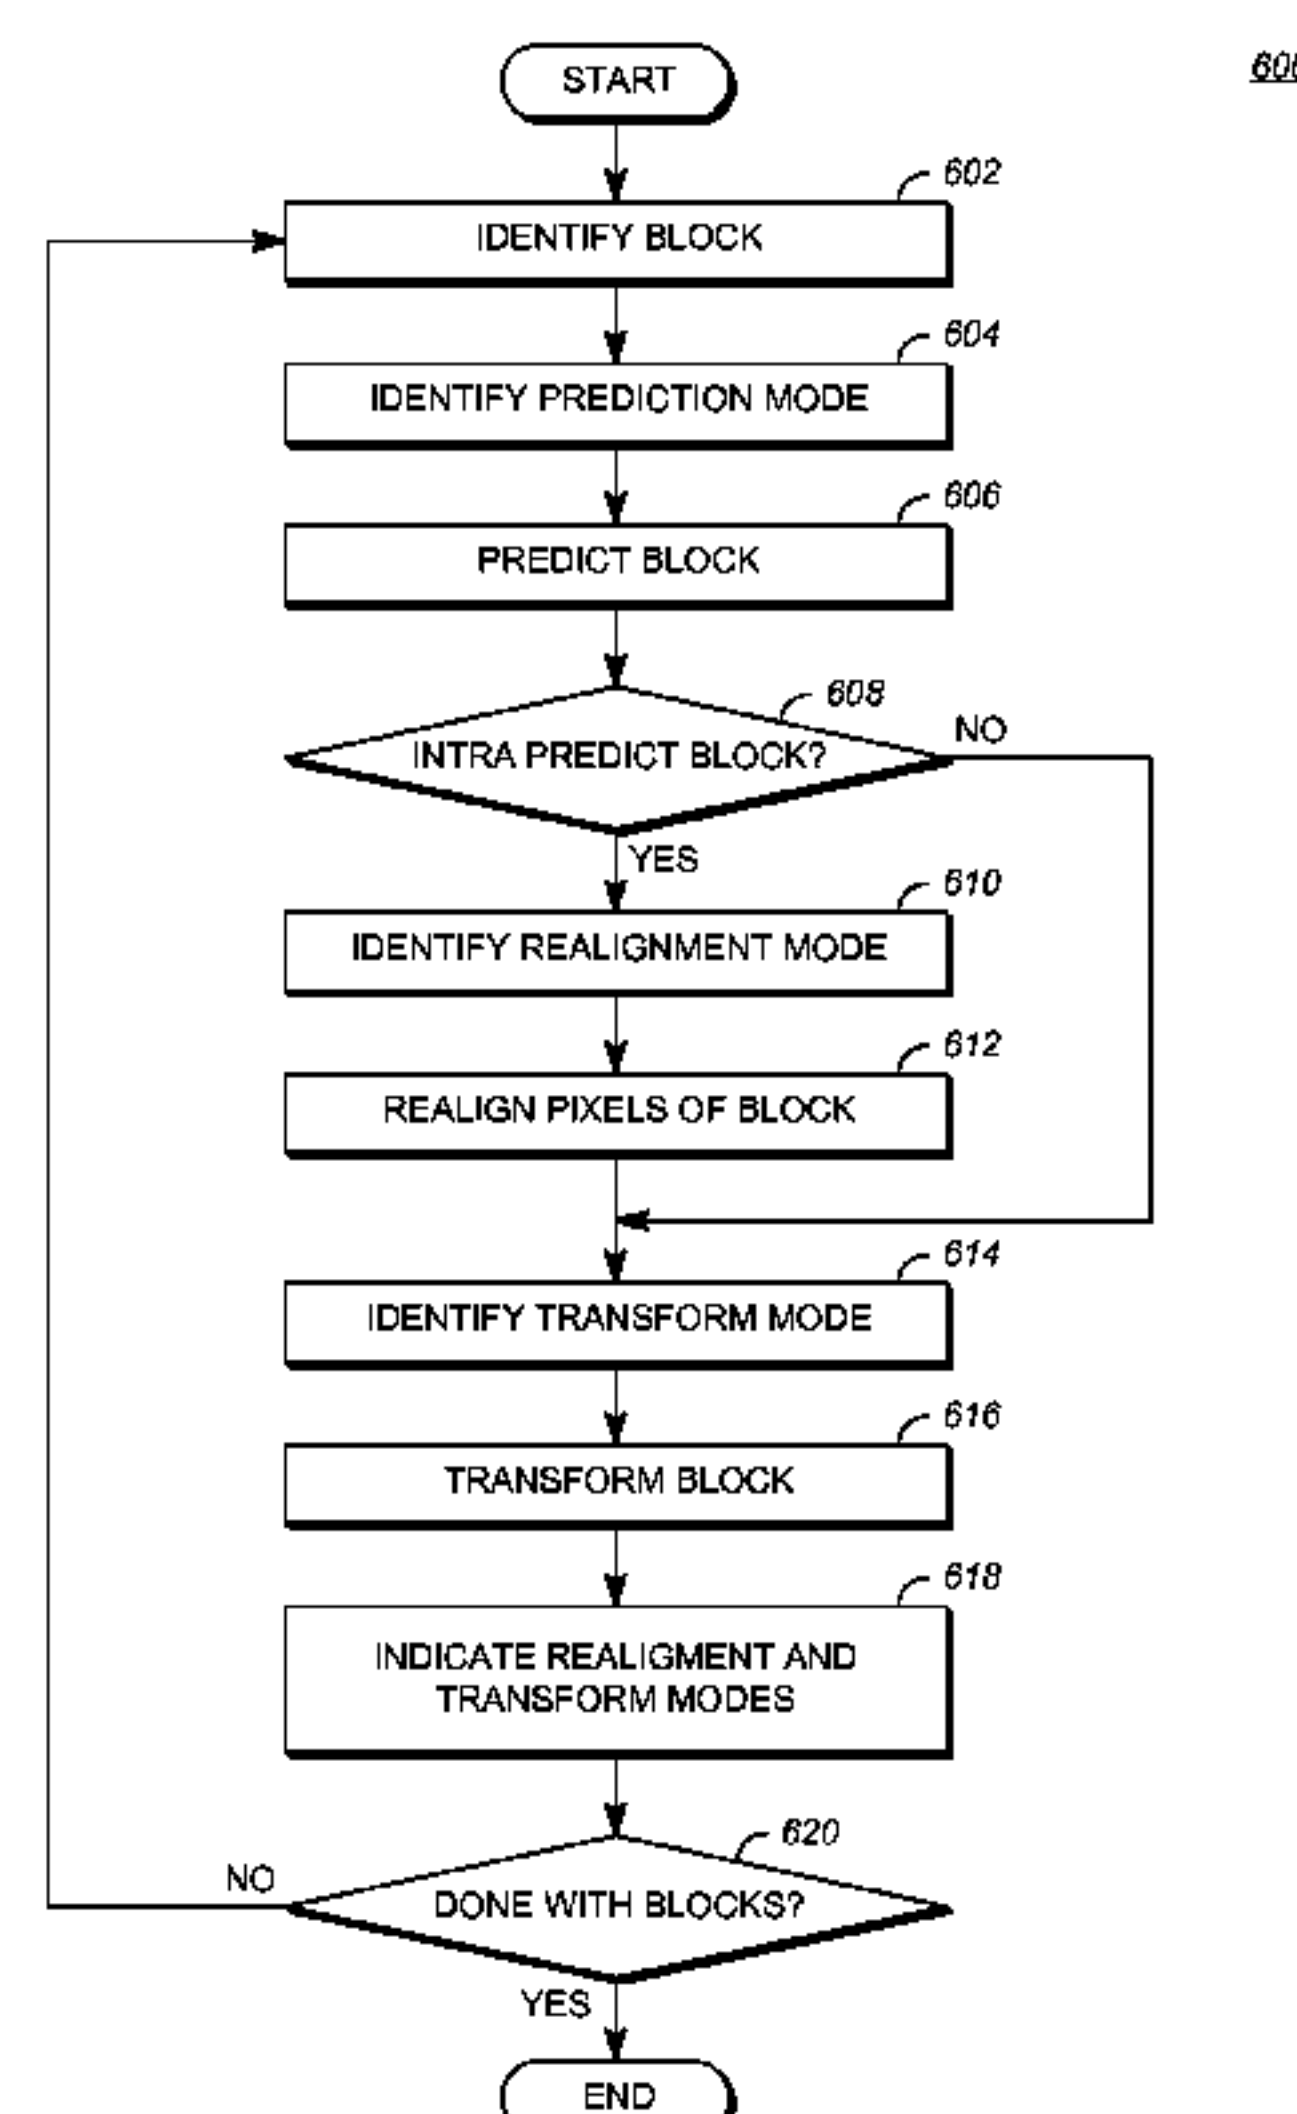 START
602
IDENTIFY BLOCK
604
IDENTIFY PREDICTION MODE
606
PREDICT BLOCK
608
INTRA PREDICT BLOCK?
NO
YES
610
IDENTIFY REALIGNMENT MODE
612
REALIGN PIXELS OF BLOCK
614
IDENTIFY TRANSFORM MODE
616
TRANSFORM BLOCK
618
INDICATE REALIGMENT AND
TRANSFORM MODES
620
NO
DONE WITH BLOCKS?
YES
END